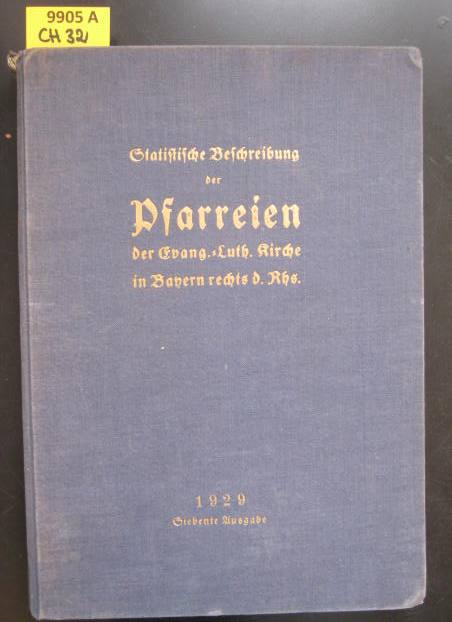 9905 A
CH 32
Statistische Beschreibung
der
Pfarreien
der Evang.-Luth. Kirche
in Bayern rechts d. Rhs.
1929
Siebente Ausgabe